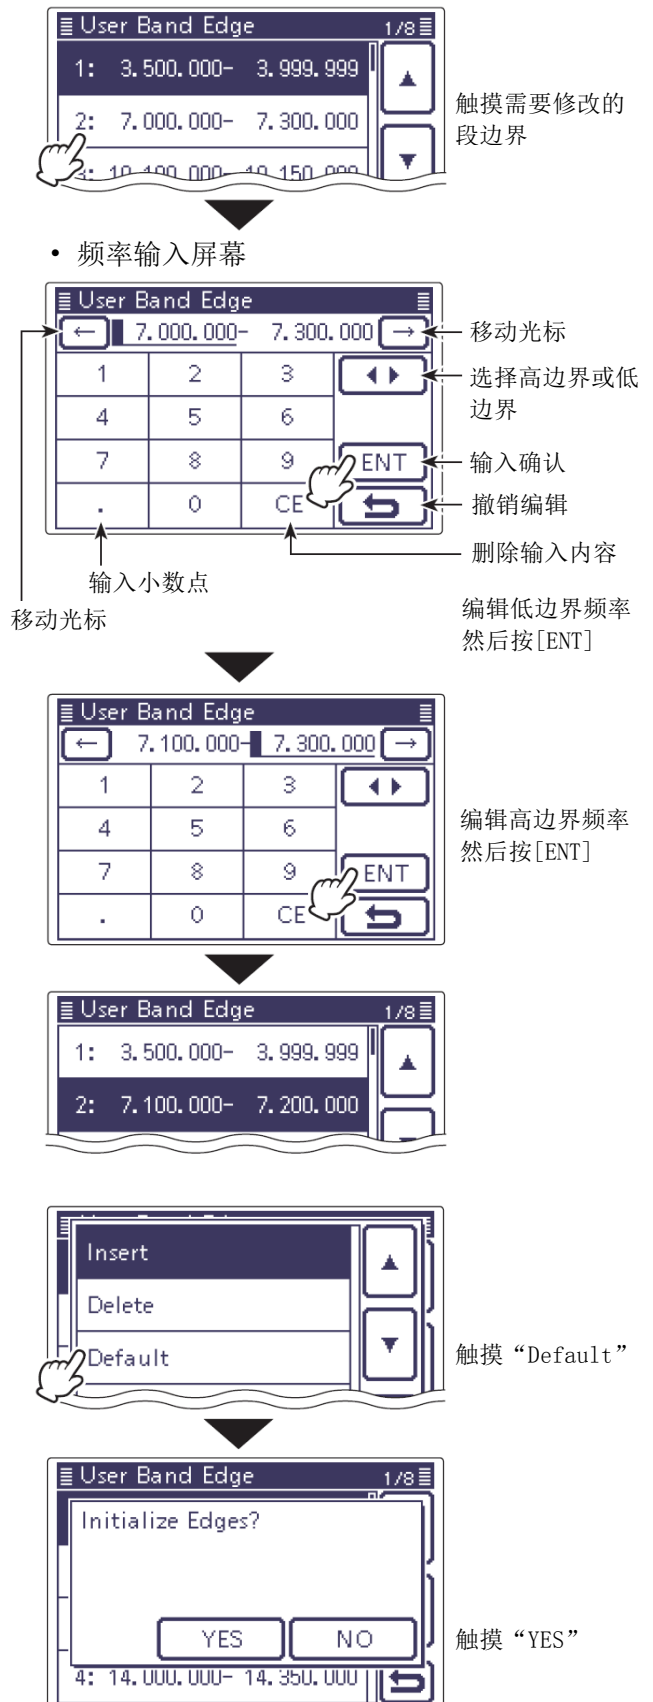 User Band Edge 1/8
1: 3.500.000- 3.999.999
2: 7.000.000- 7.300.000
3: 10.100.000- 10.150.000
触摸需要修改的
段边界
• 频率输入屏幕
User Band Edge
← 7.000.000- 7.300.000 →
移动光标
1 2 3
选择高边界或低
边界
4 5 6
7 8 9 ENT
输入确认
. 0 CE
撤销编辑
删除输入内容
输入小数点
移动光标
编辑低边界频率
然后按[ENT]
User Band Edge
← 7.100.000- 7.300.000 →
1 2 3
4 5 6
编辑高边界频率
然后按[ENT]
7 8 9 ENT
. 0 CE
User Band Edge 1/8
1: 3.500.000- 3.999.999
2: 7.100.000- 7.200.000
Insert
Delete
Default
触摸“Default”
User Band Edge 1/8
Initialize Edges?
YES NO
触摸“YES”
4: 14.000.000- 14.350.000